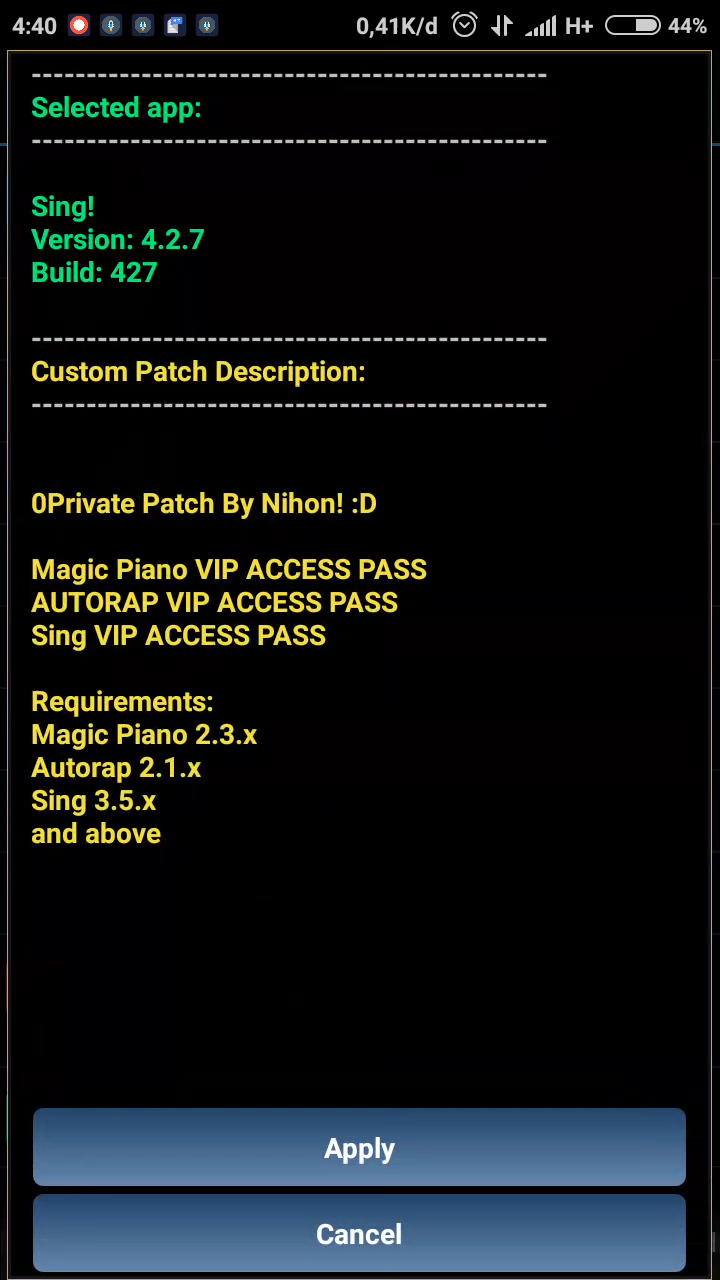 4:40 0,41K/d H+ 44%
-----------------------------------------------
Selected app:
-----------------------------------------------
Sing!
Version: 4.2.7
Build: 427
-----------------------------------------------
Custom Patch Description:
-----------------------------------------------
0Private Patch By Nihon! :D
Magic Piano VIP ACCESS PASS
AUTORAP VIP ACCESS PASS
Sing VIP ACCESS PASS
Requirements:
Magic Piano 2.3.x
Autorap 2.1.x
Sing 3.5.x
and above
Apply
Cancel